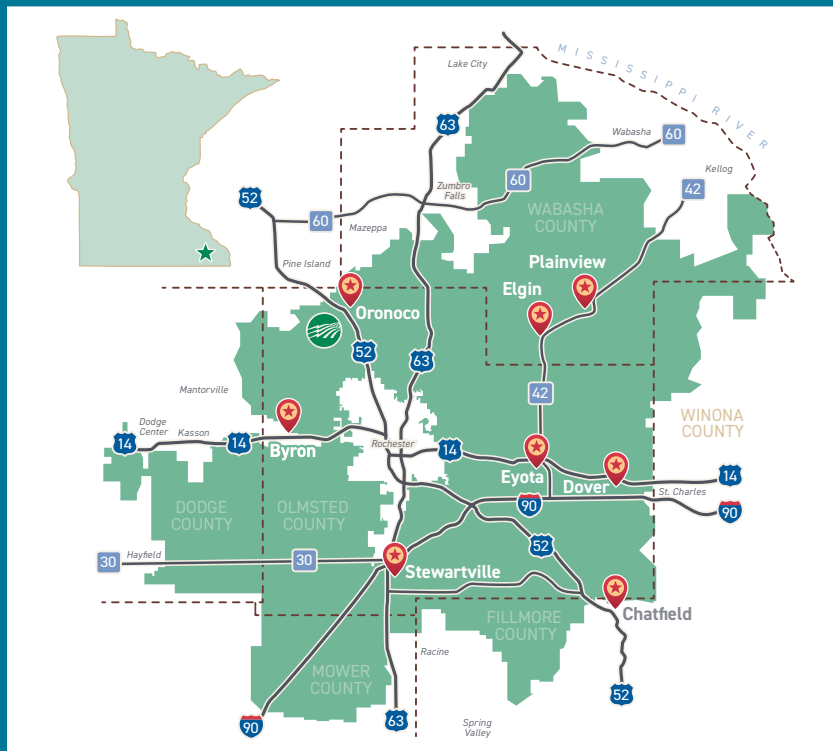 MISSISSIPPI RIVER
Lake City
63
Wabasha
60
Kellog
42
60
Zumbro
Falls
52
60
Mazeppa
WABASHA
COUNTY
Pine Island
Plainview
Elgin
Oronoco
52
63
Mantorville
42
WINONA
COUNTY
Dodge
Center
Kasson
14
14
Byron
Rochester
14
Eyota
Dover
14
St. Charles
90
90
DODGE
COUNTY
OLMSTED
COUNTY
52
Hayfield
30
30
Stewartville
Chatfield
FILLMORE
COUNTY
Racine
MOWER
COUNTY
52
90
63
Spring
Valley